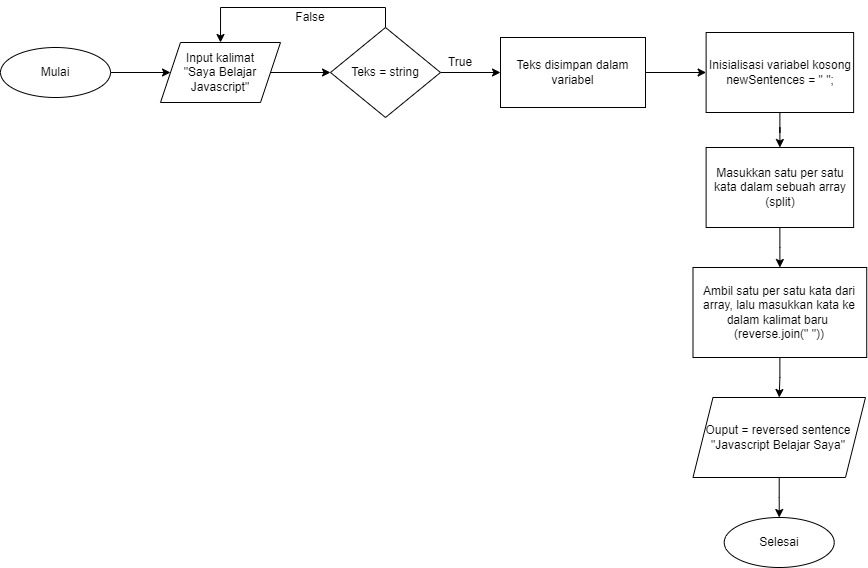 False
Mulai
Input kalimat
"Saya Belajar
Javascript"
Teks = string
True
Teks disimpan dalam
variabel
Inisialisasi variabel kosong
newSentences = " ";
Masukkan satu per satu
kata dalam sebuah array
(split)
Ambil satu per satu kata dari
array, lalu masukkan kata ke
dalam kalimat baru
(reverse.join(" "))
Ouput = reversed sentence
"Javascript Belajar Saya"
Selesai